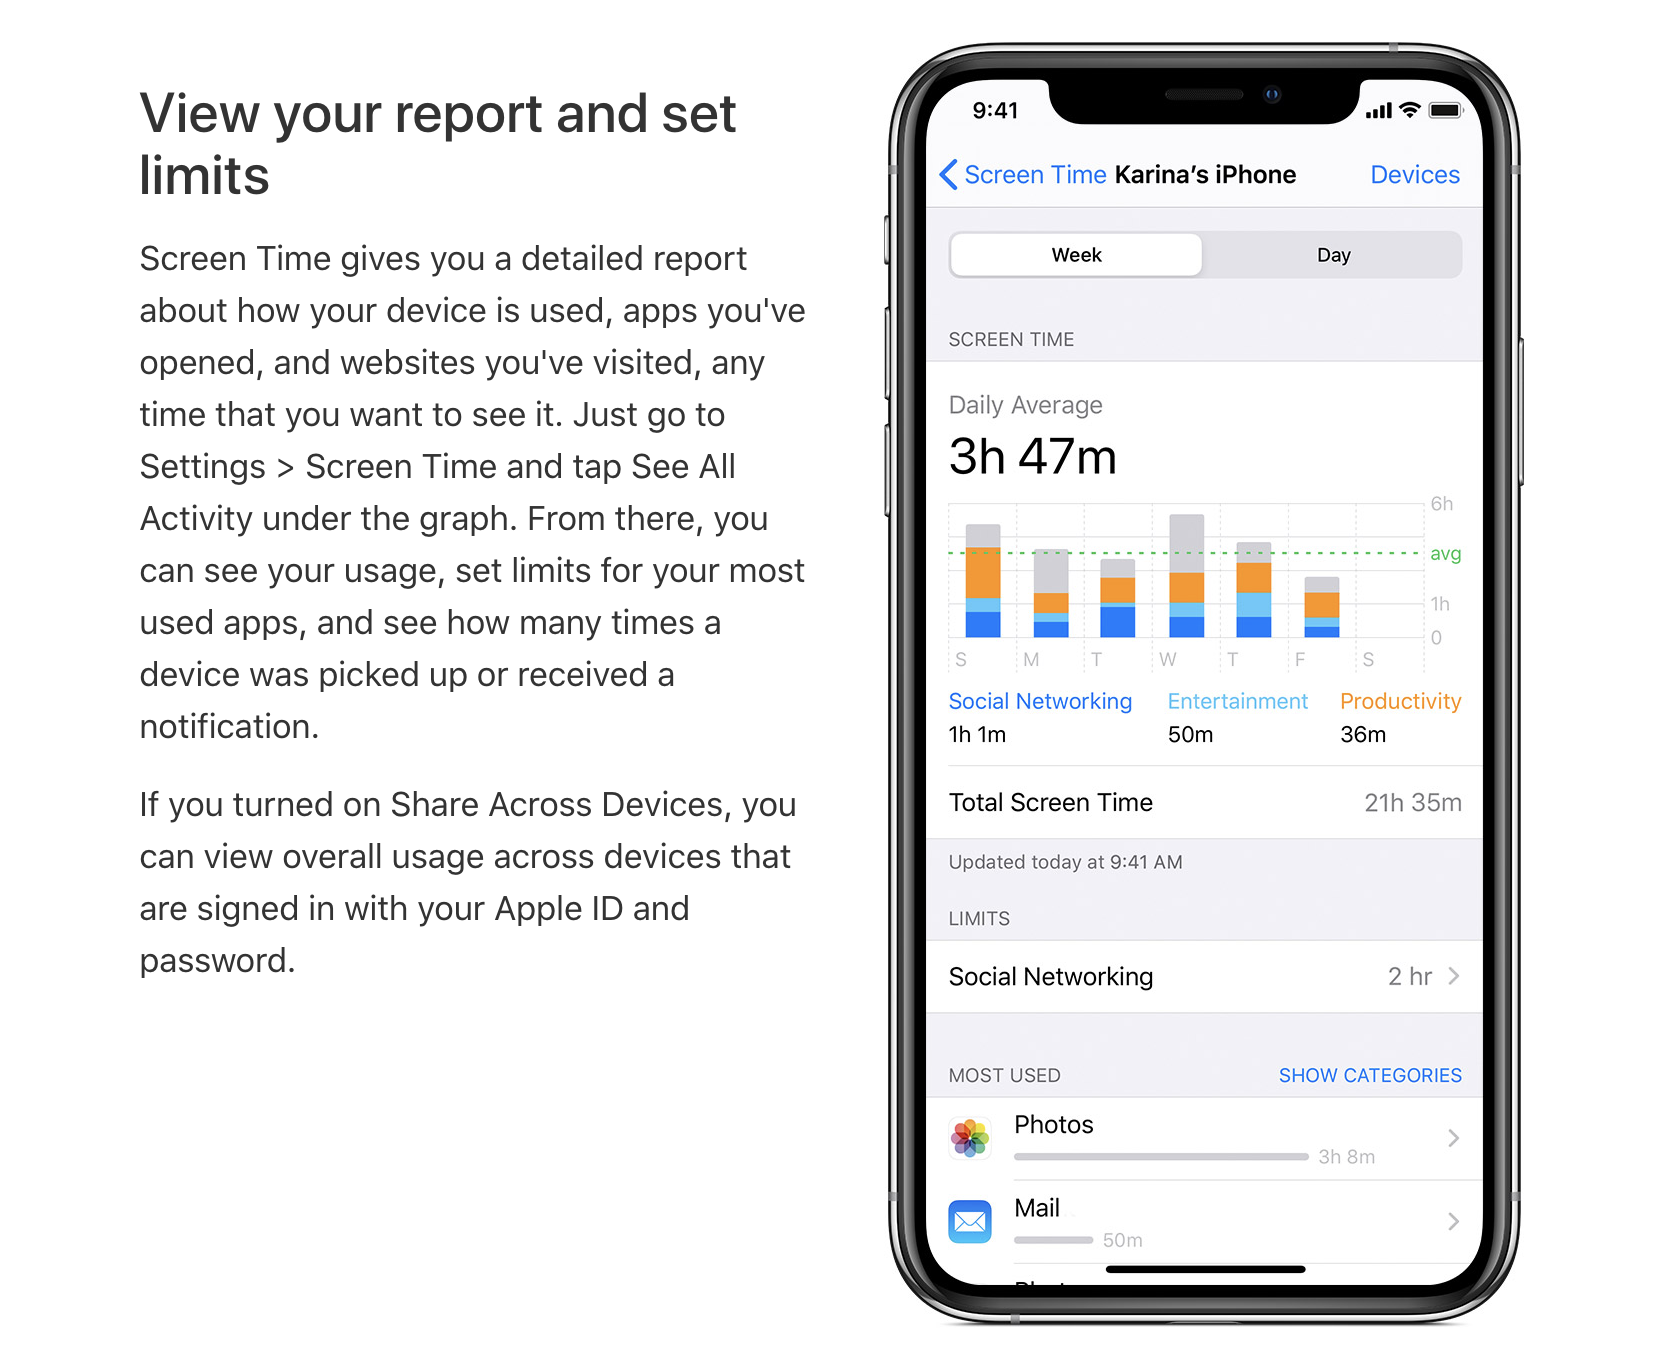 View your report and set
limits
Screen Time gives you a detailed report
about how your device is used, apps you've
opened, and websites you've visited, any
time that you want to see it. Just go to
Settings > Screen Time and tap See All
Activity under the graph. From there, you
can see your usage, set limits for your most
used apps, and see how many times a
device was picked up or received a
notification.
If you turned on Share Across Devices, you
can view overall usage across devices that
are signed in with your Apple ID and
password.
9:41
Screen Time Karina's iPhone Devices
Week Day
SCREEN TIME
Daily Average
3h 47m
6h
avg
1h
0
S M T W T F S
Social Networking Entertainment Productivity
1h 1m 50m 36m
Total Screen Time 21h 35m
Updated today at 9:41 AM
LIMITS
Social Networking 2 hr
MOST USED SHOW CATEGORIES
Photos
3h 8m
Mail
50m